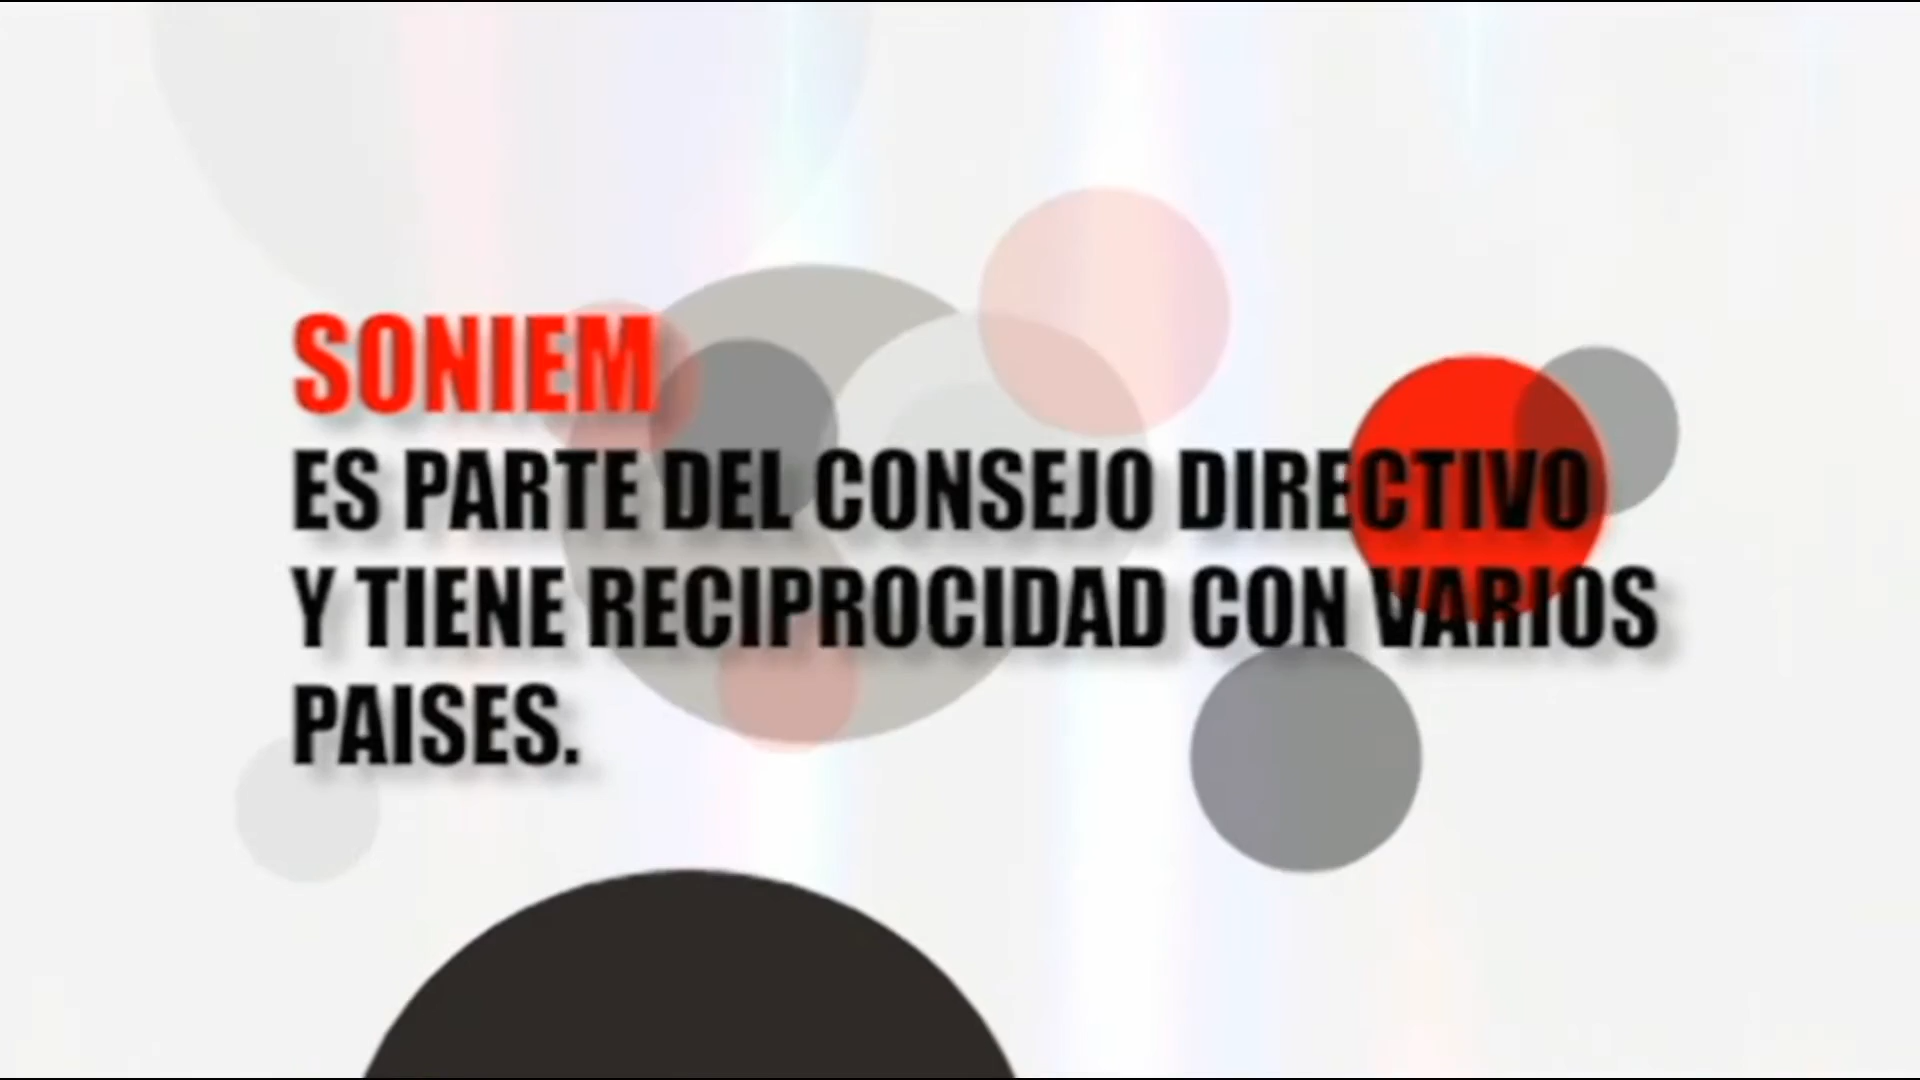 SONIEM
ES PARTE DEL CONSEJO DIRECTIVO
Y TIENE RECIPROCIDAD CON VARIOS
PAISES.